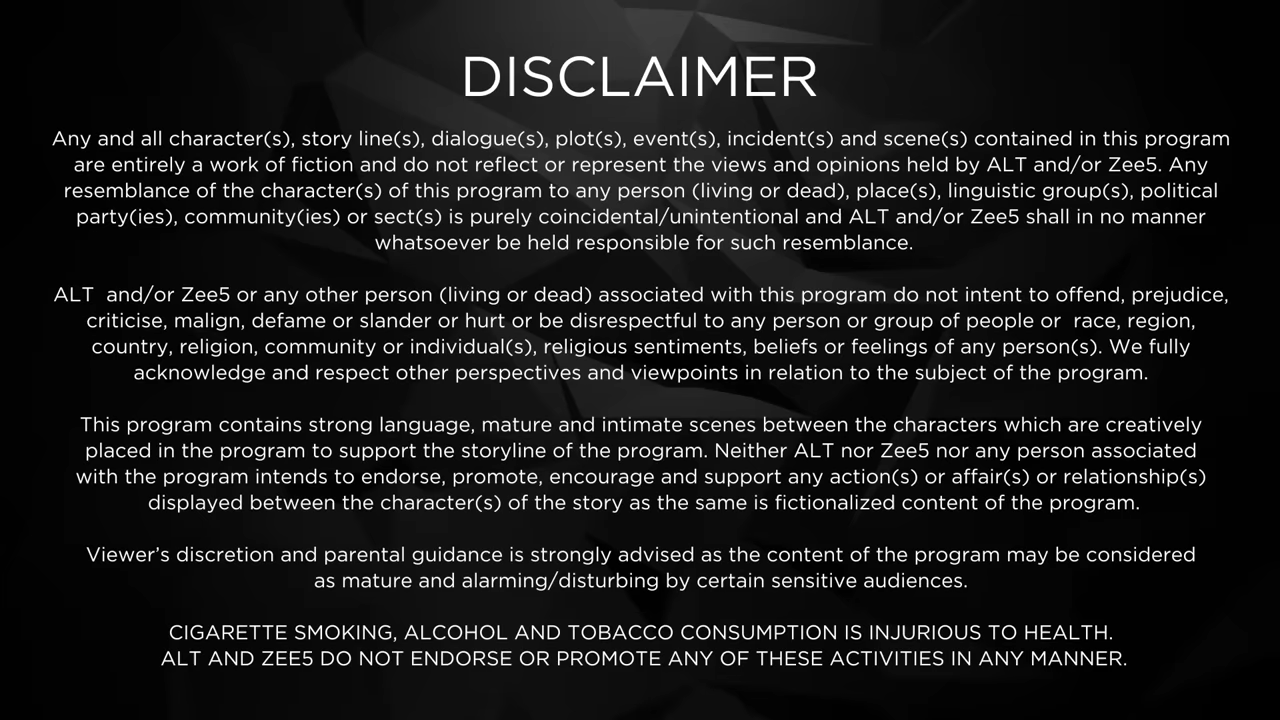 DISCLAIMER
Any and all character(s), story line(s), dialogue(s), plot(s), event(s), incident(s) and scene(s) contained in this program
are entirely a work of fiction and do not reflect or represent the views and opinions held by ALT and/or Zee5. Any
resemblance of the character(s) of this program to any person (living or dead), place(s), linguistic group(s), political
party(ies), community(ies) or sect(s) is purely coincidental/unintentional and ALT and/or Zee5 shall in no manner
whatsoever be held responsible for such resemblance.
ALT  and/or Zee5 or any other person (living or dead) associated with this program do not intent to offend, prejudice,
criticise, malign, defame or slander or hurt or be disrespectful to any person or group of people or  race, region,
country, religion, community or individual(s), religious sentiments, beliefs or feelings of any person(s). We fully
acknowledge and respect other perspectives and viewpoints in relation to the subject of the program.
This program contains strong language, mature and intimate scenes between the characters which are creatively
placed in the program to support the storyline of the program. Neither ALT nor Zee5 nor any person associated
with the program intends to endorse, promote, encourage and support any action(s) or affair(s) or relationship(s)
displayed between the character(s) of the story as the same is fictionalized content of the program.
Viewer’s discretion and parental guidance is strongly advised as the content of the program may be considered
as mature and alarming/disturbing by certain sensitive audiences.
CIGARETTE SMOKING, ALCOHOL AND TOBACCO CONSUMPTION IS INJURIOUS TO HEALTH.
ALT AND ZEE5 DO NOT ENDORSE OR PROMOTE ANY OF THESE ACTIVITIES IN ANY MANNER.